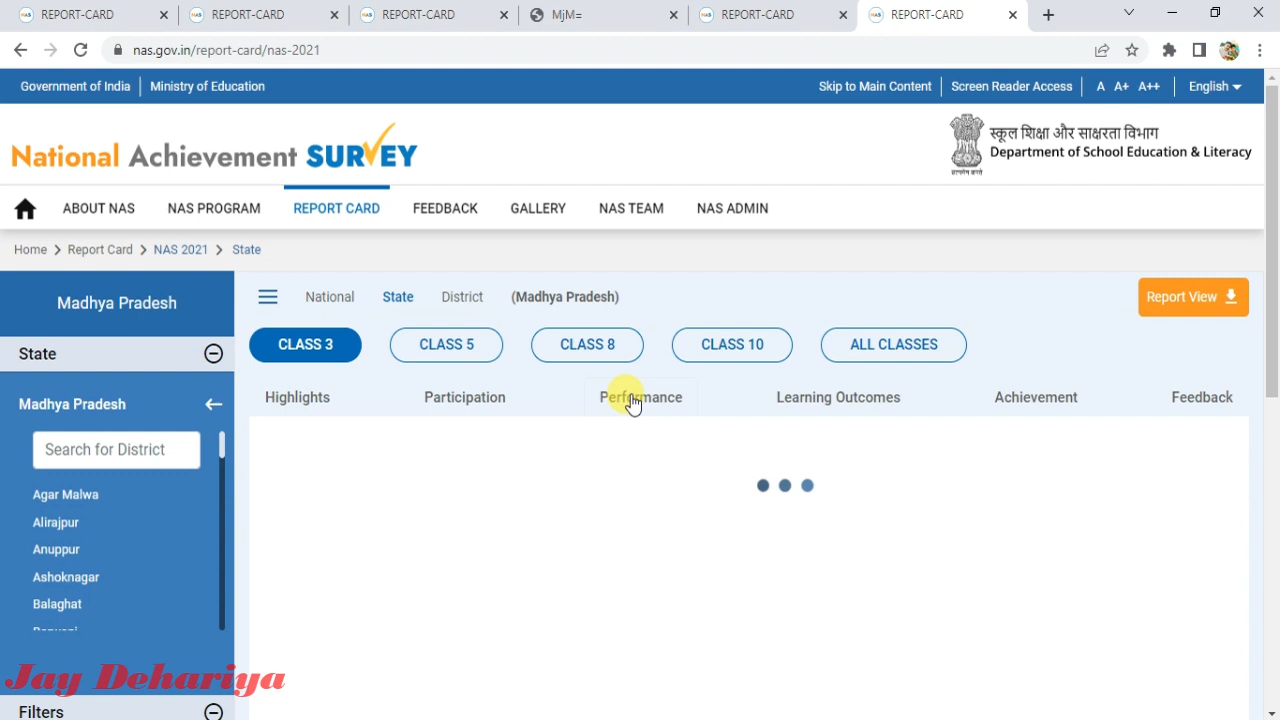 REPORT-CARD
REPORT-CARD
REPORT-CARD
MjM=
REPORT-CARD
REPORT-CARD
nas.gov.in/report-card/nas-2021
Government of India
Ministry of Education
Skip to Main Content
Screen Reader Access
A A+ A++
English
National Achievement SURVEY
स्कूल शिक्षा और साक्षरता विभाग
Department of School Education & Literacy
सत्यमेव जयते
ABOUT NAS
NAS PROGRAM
REPORT CARD
FEEDBACK
GALLERY
NAS TEAM
NAS ADMIN
Home > Report Card > NAS 2021 > State
Madhya Pradesh
National
State
District
(Madhya Pradesh)
Report View
CLASS 3
CLASS 5
CLASS 8
CLASS 10
ALL CLASSES
State
Highlights
Participation
Performance
Learning Outcomes
Achievement
Feedback
Madhya Pradesh
Search for District
Agar Malwa
Alirajpur
Anuppur
Ashoknagar
Balaghat
Jay Dehariya
Filters